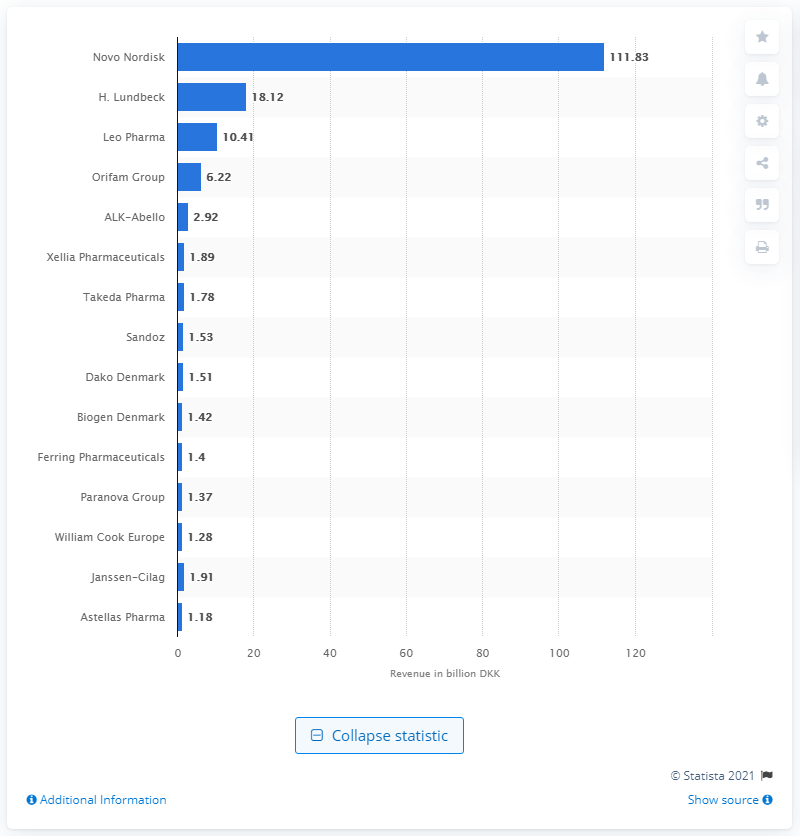 Novo Nordisk 111.83
H. Lundbeck 18.12
Leo Pharma 10.41
Orifam Group 6.22
ALK-Abello 2.92
Xellia Pharmaceuticals 1.89
Takeda Pharma 1.78
Sandoz 1.53
Dako Denmark 1.51
Biogen Denmark 1.42
Ferring Pharmaceuticals 1.4
Paranova Group 1.37
William Cook Europe 1.28
Janssen-Cilag 1.91
Astellas Pharma 1.18
0 20 40 60 80 100 120
Revenue in billion DKK
Collapse statistic
© Statista 2021
Additional Information Show source